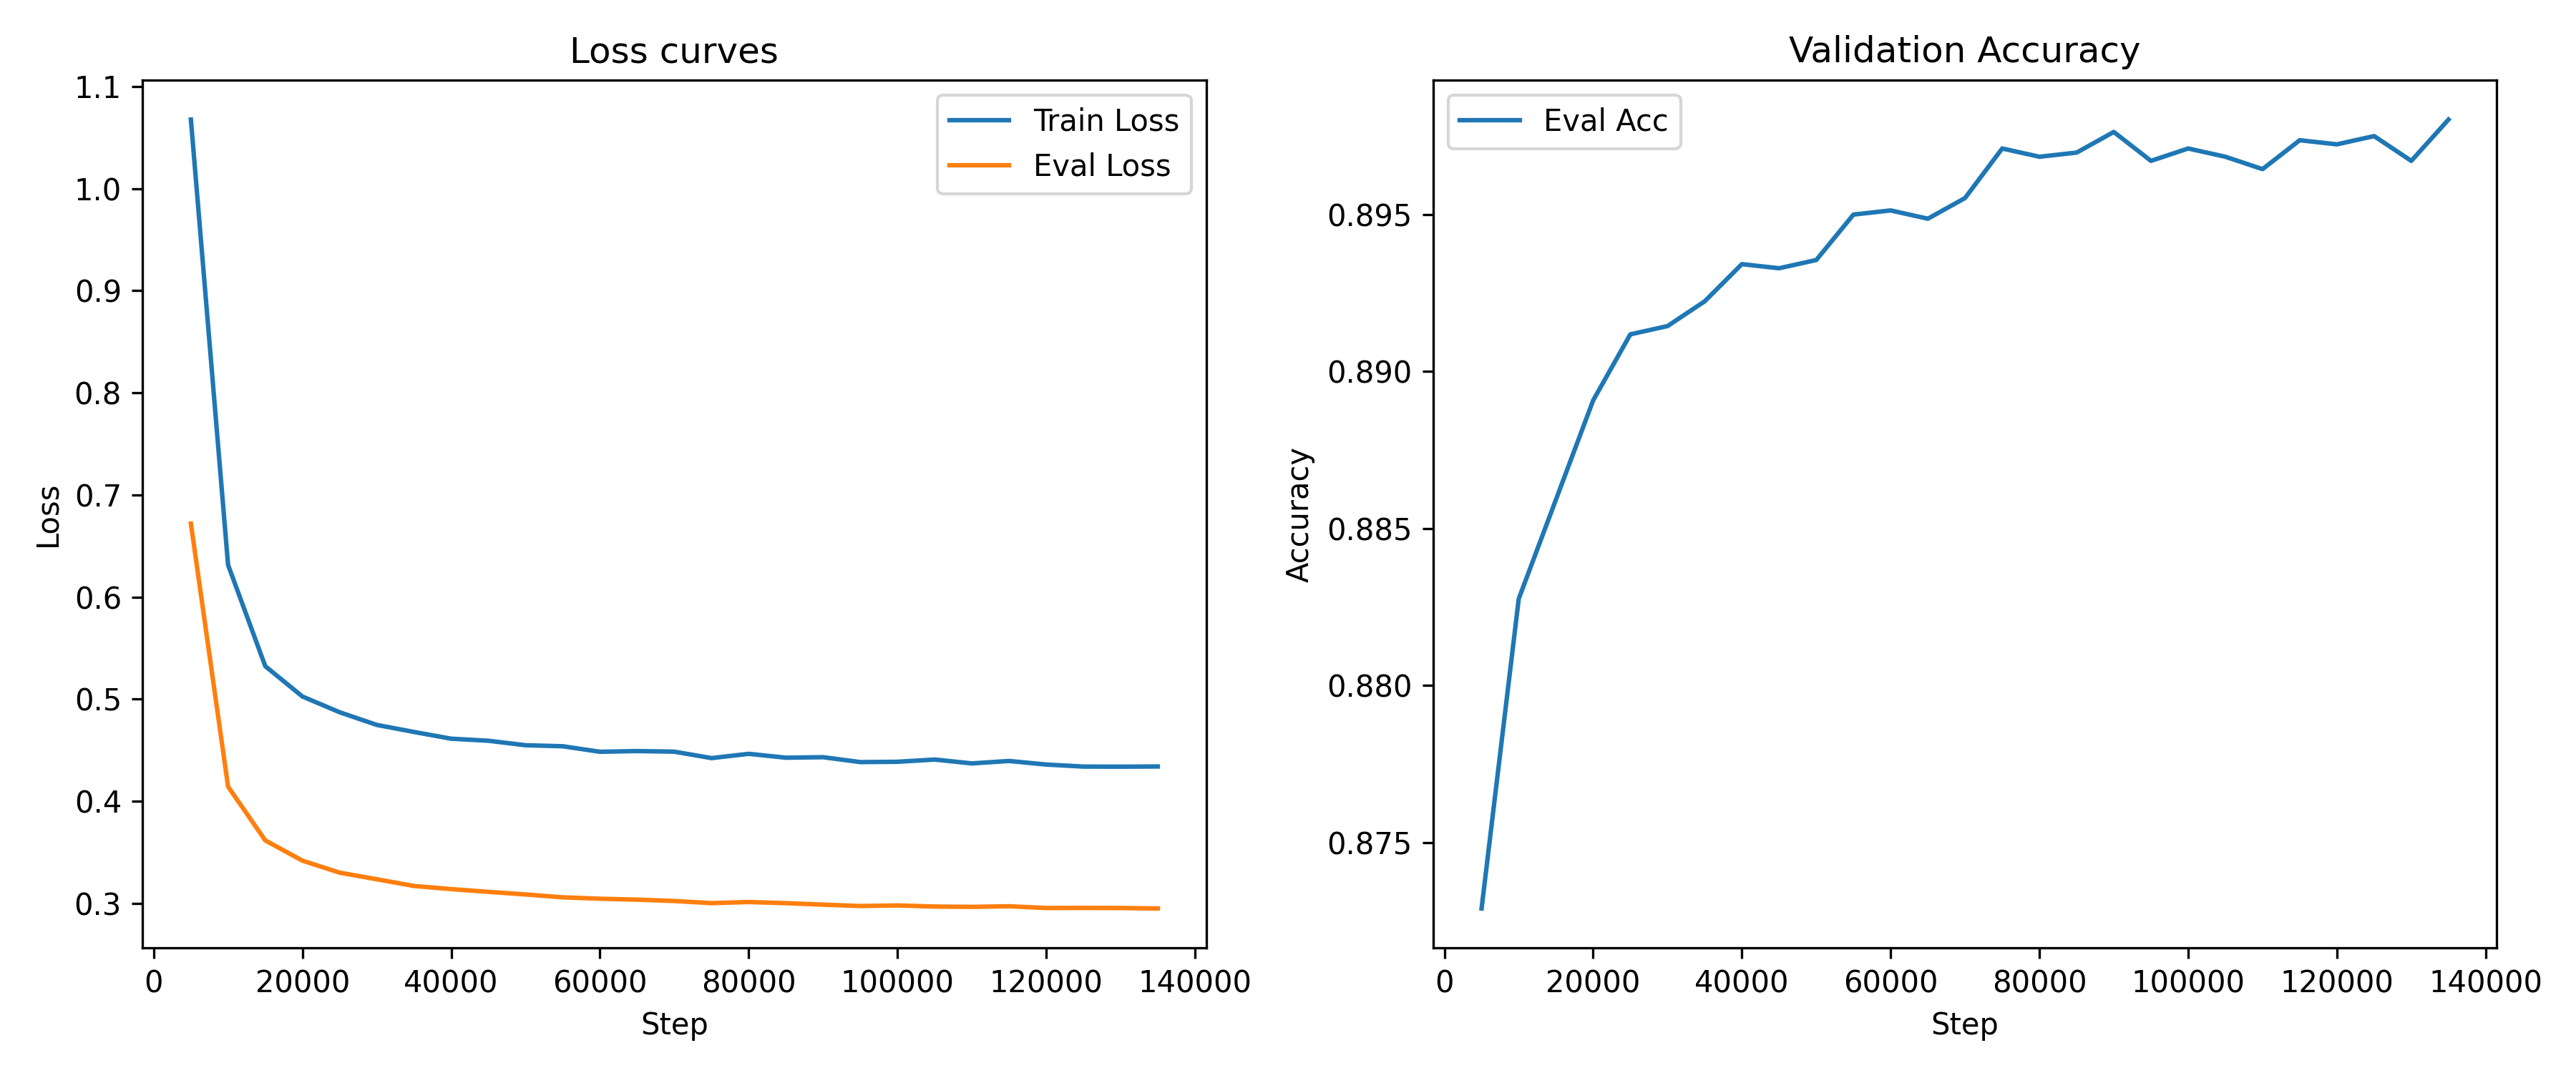 Loss curves
1.1
1.0
0.9
0.8
0.7
0.6
0.5
0.4
0.3
Loss
Train Loss
Eval Loss
0 20000 40000 60000 80000 100000 120000 140000
Step
Validation Accuracy
Eval Acc
0.895
0.890
0.885
0.880
0.875
Accuracy
0 20000 40000 60000 80000 100000 120000 140000
Step